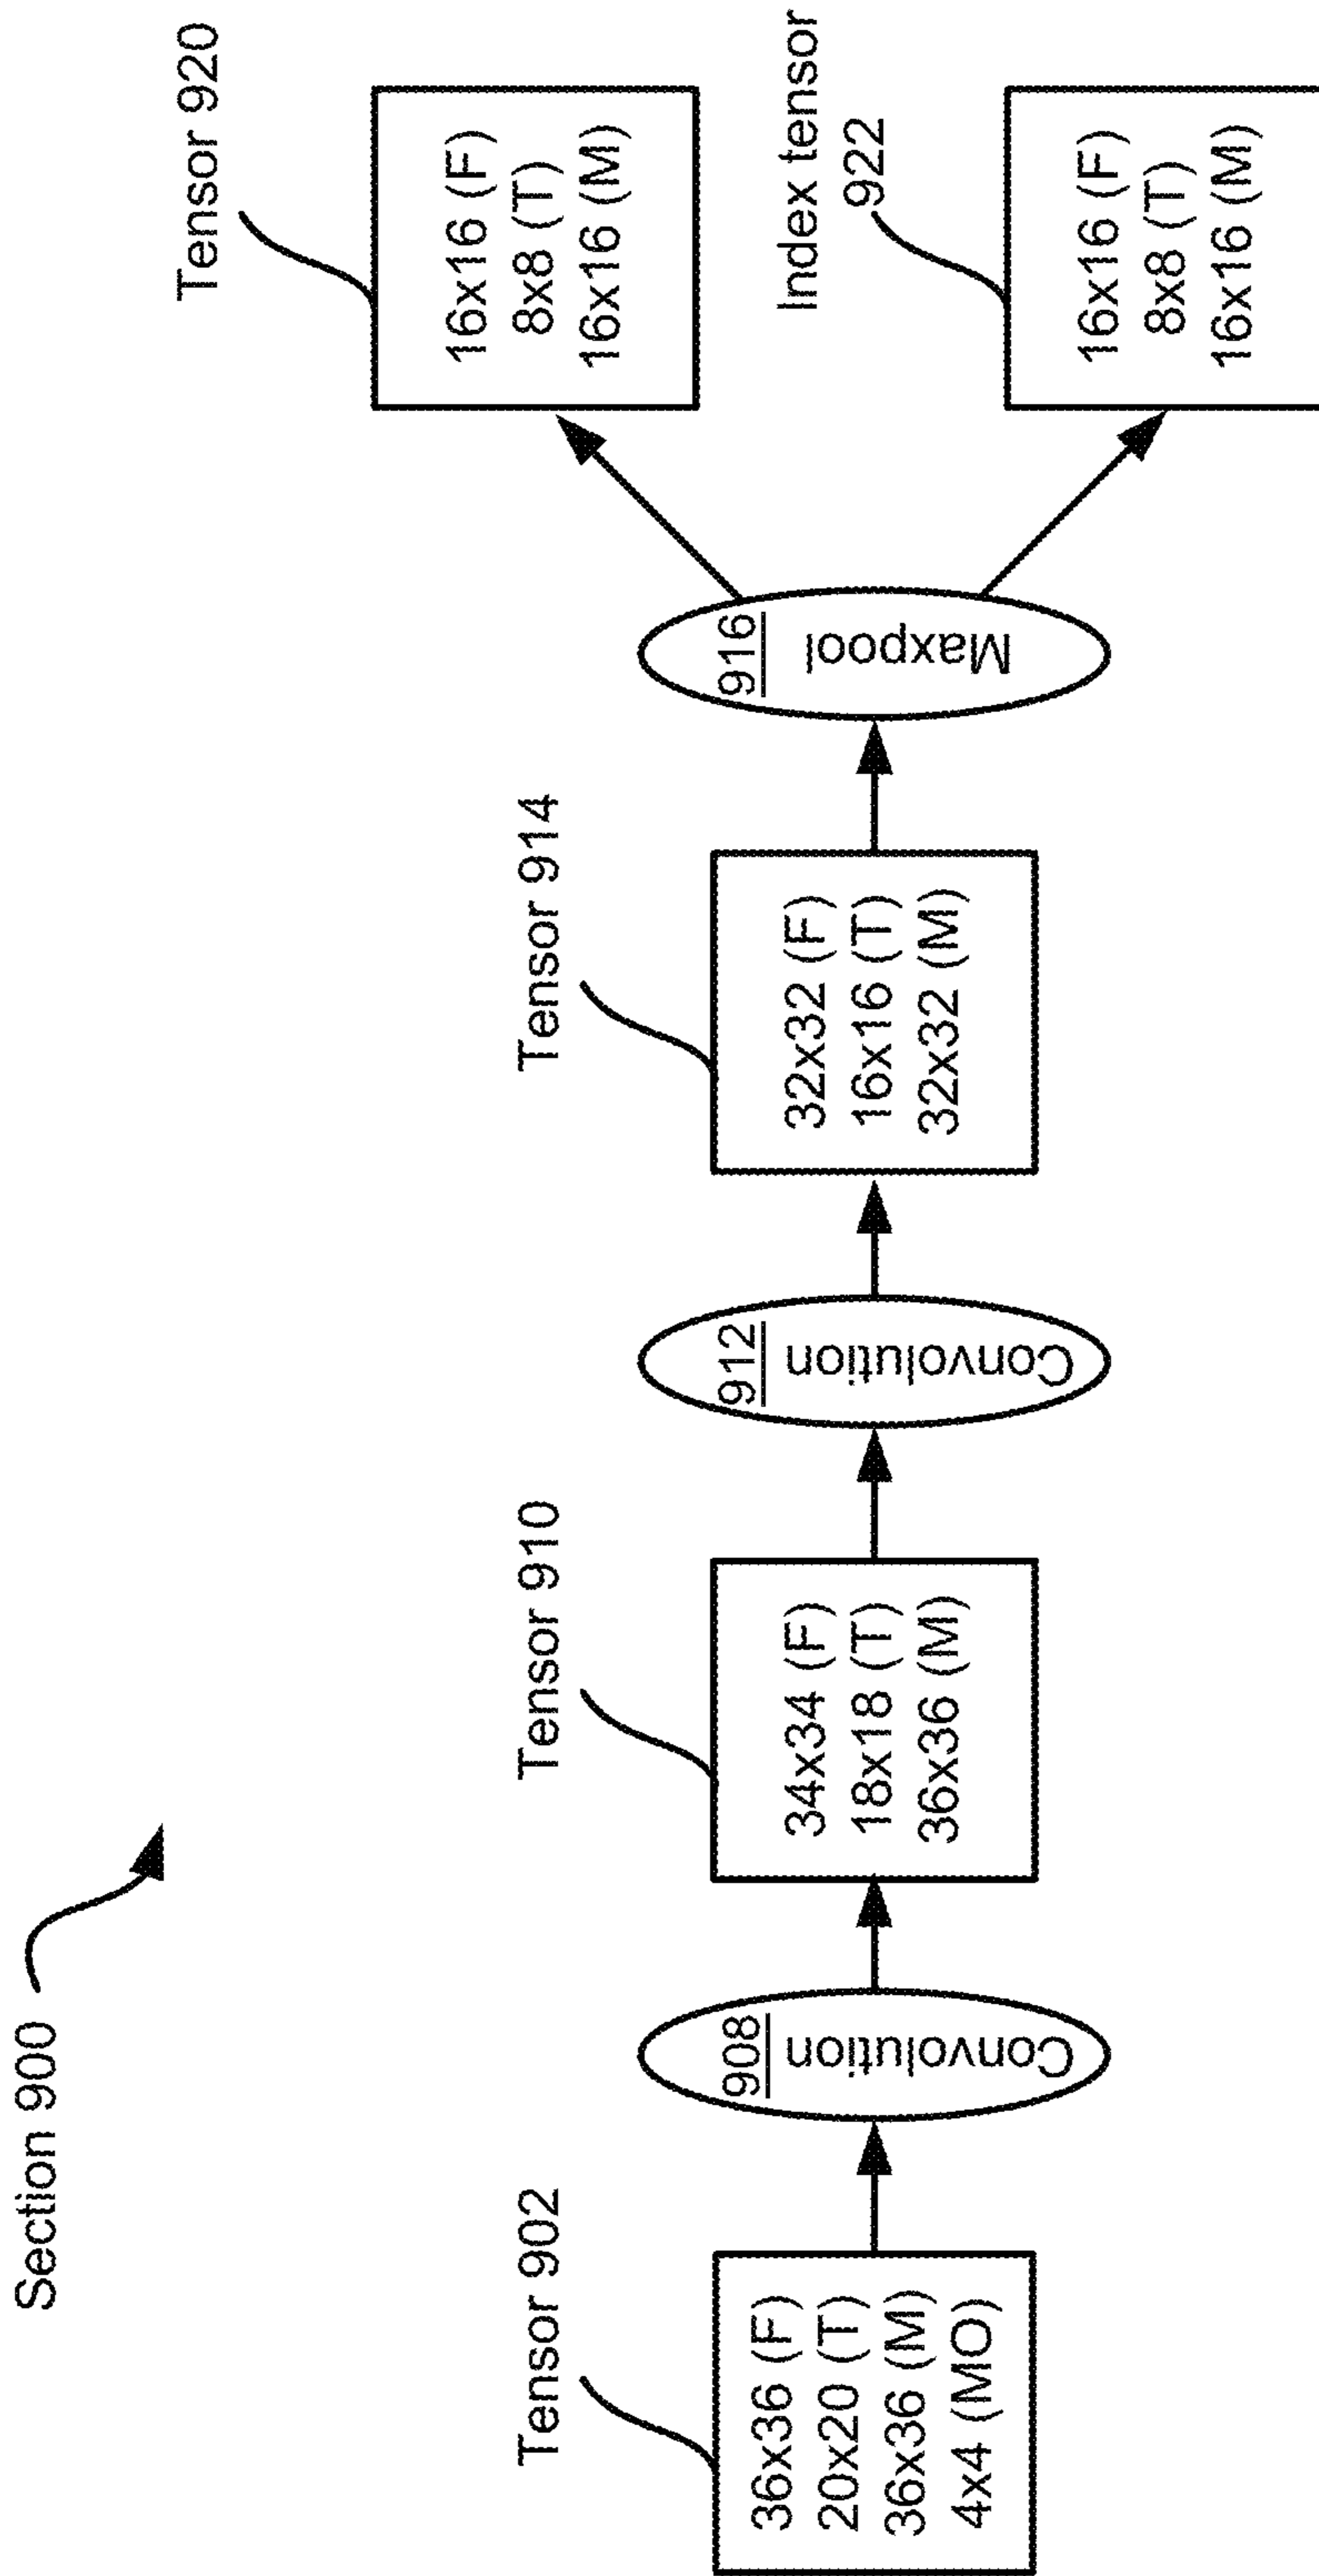 Section 900
Tensor 902
36x36 (F)
20x20 (T)
36x36 (M)
4x4 (MO)
908
Convolution
Tensor 910
34x34 (F)
18x18 (T)
36x36 (M)
912
Convolution
Tensor 914
32x32 (F)
16x16 (T)
32x32 (M)
916
Maxpool
Tensor 920
16x16 (F)
8x8 (T)
16x16 (M)
Index tensor
922
16x16 (F)
8x8 (T)
16x16 (M)